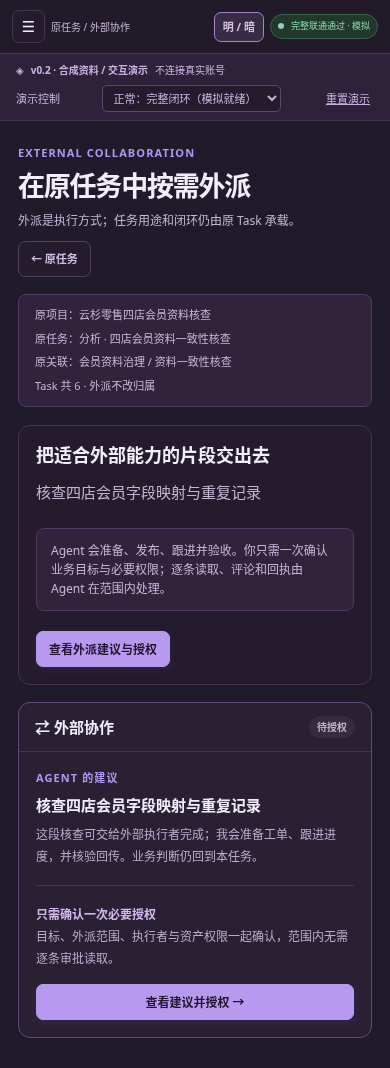 ☰ 原任务 / 外部协作 明 / 暗 完整联通通过 · 模拟
◈ v0.2 · 合成资料 / 交互演示 不连接真实账号
演示控制 正常：完整闭环（模拟就绪） 重置演示
EXTERNAL COLLABORATION
在原任务中按需外派
外派是执行方式；任务用途和闭环仍由原 Task 承载。
← 原任务
原项目：云杉零售四店会员资料核查
原任务：分析 · 四店会员资料一致性核查
原关联：会员资料治理 / 资料一致性核查
Task 共 6 · 外派不改归属
把适合外部能力的片段交出去
核查四店会员字段映射与重复记录
Agent 会准备、发布、跟进并验收。你只需一次确认
业务目标与必要权限；逐条读取、评论和回执由
Agent 在范围内处理。
查看外派建议与授权
⇄ 外部协作 待授权
AGENT 的建议
核查四店会员字段映射与重复记录
这段核查可交给外部执行者完成；我会准备工单、跟进进
度，并核验回传。业务判断仍回到本任务。
只需确认一次必要授权
目标、外派范围、执行者与资产权限一起确认，范围内无需
逐条审批读取。
查看建议并授权 →